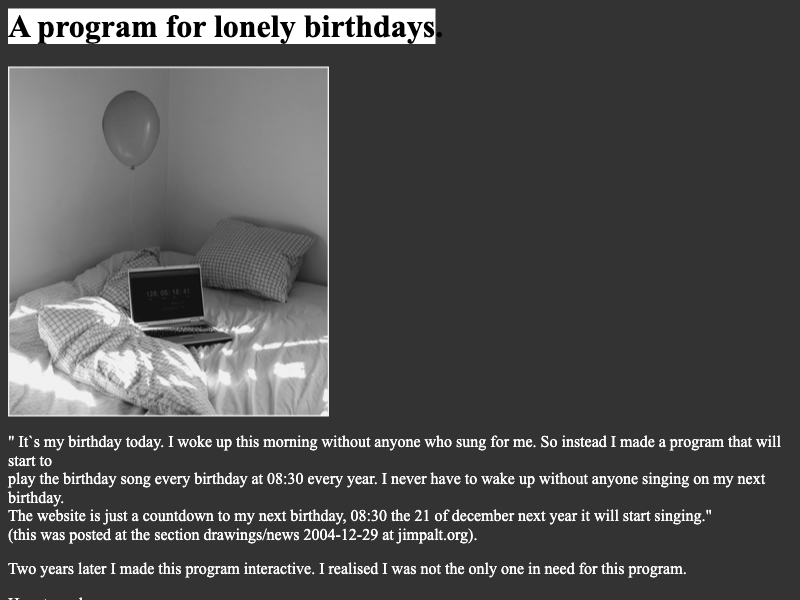 A program for lonely birthdays.
" It`s my birthday today. I woke up this morning without anyone who sung for me. So instead I made a program that will
start to
play the birthday song every birthday at 08:30 every year. I never have to wake up without anyone singing on my next
birthday.
The website is just a countdown to my next birthday, 08:30 the 21 of december next year it will start singing."
(this was posted at the section drawings/news 2004-12-29 at jimpalt.org).
Two years later I made this program interactive. I realised I was not the only one in need for this program.